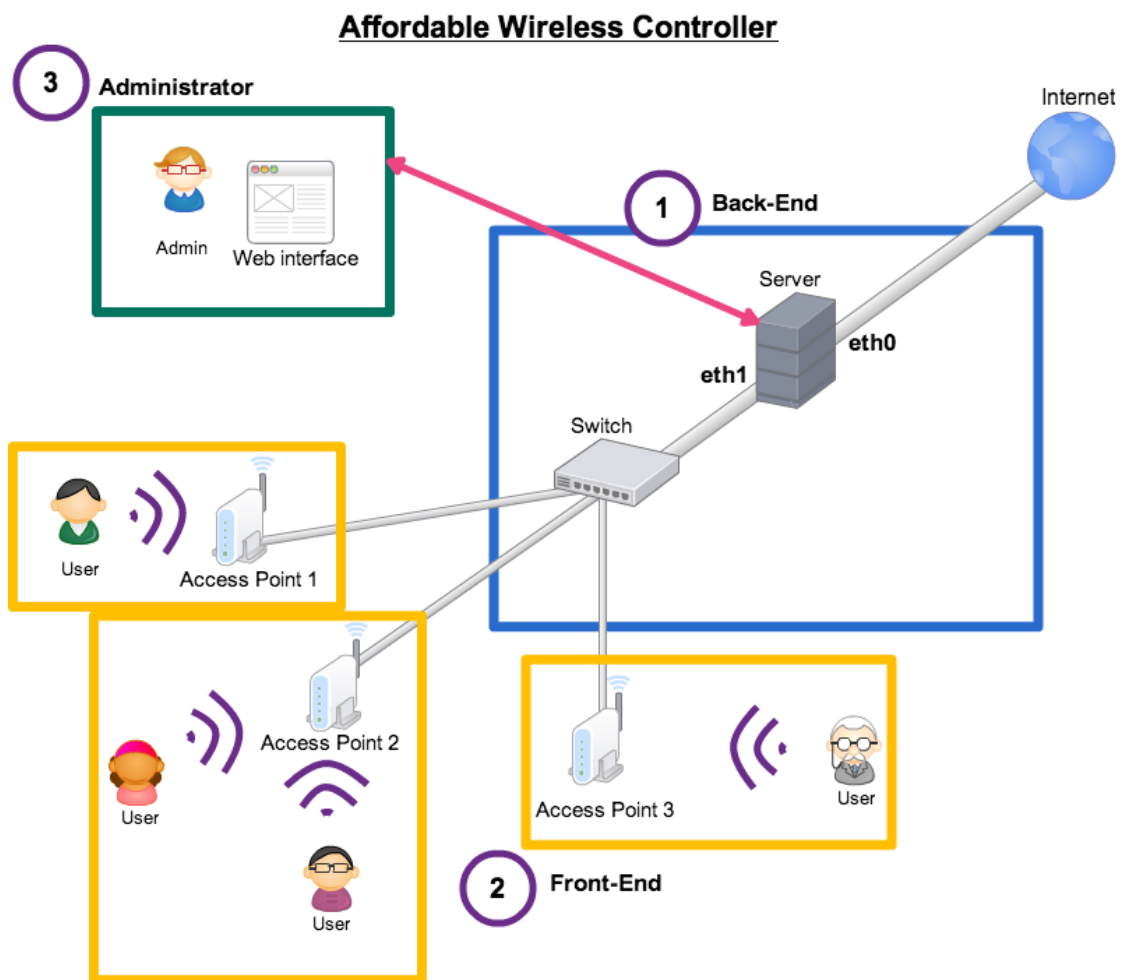 Affordable Wireless Controller
3
Administrator
Internet
1
Back-End
Admin
Web interface
Server
eth0
eth1
Switch
User
Access Point 1
Access Point 2
User
User
Access Point 3
User
2
Front-End